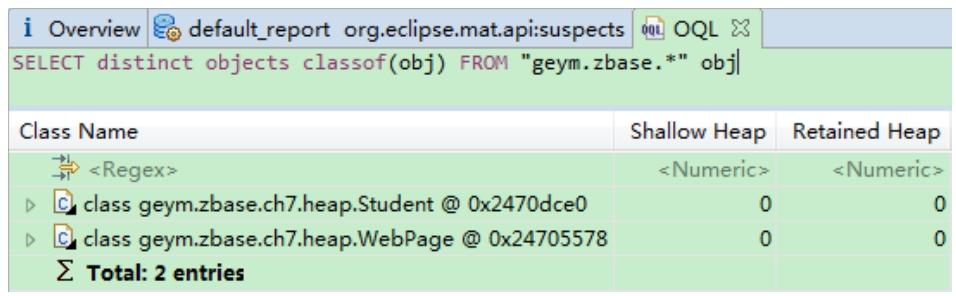 i Overview default_report org.eclipse.mat.api:suspects OQL
SELECT distinct objects classof(obj) FROM "geym.zbase.*" obj
Class Name Shallow Heap Retained Heap
<Regex> <Numeric> <Numeric>
class geym.zbase.ch7.heap.Student @ 0x2470dce0 0 0
class geym.zbase.ch7.heap.WebPage @ 0x24705578 0 0
Σ Total: 2 entries